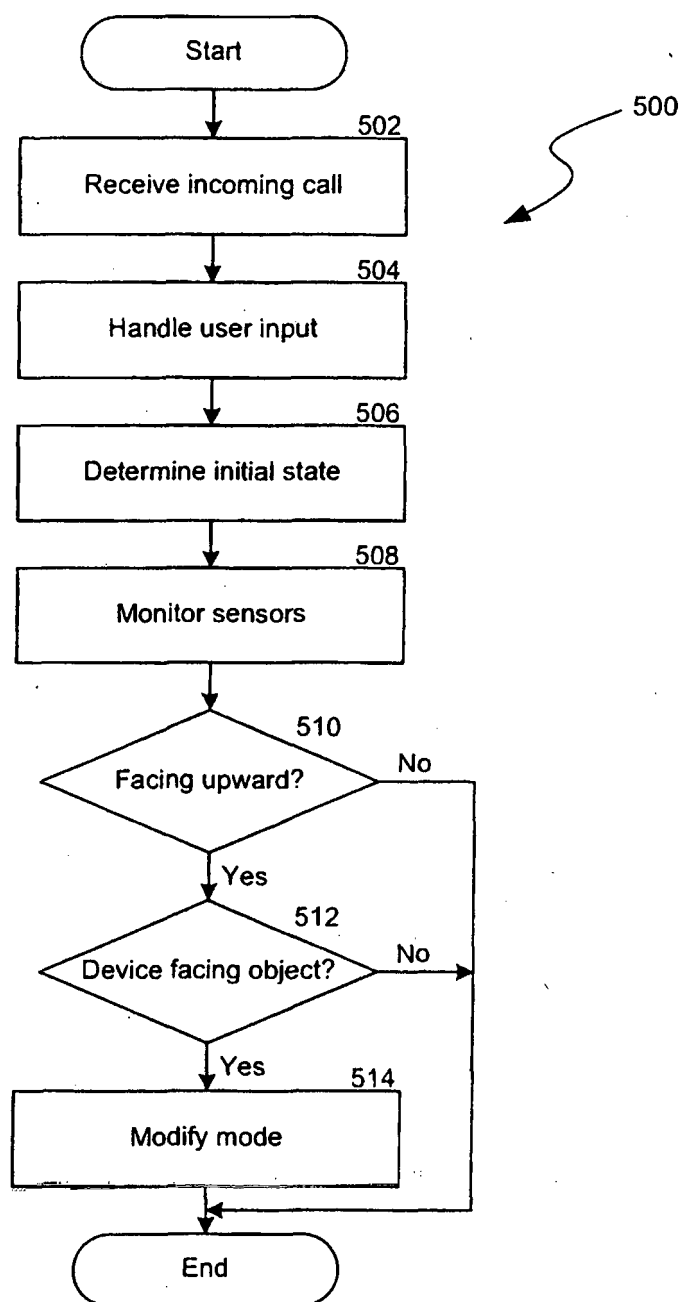 Start
500
502
Receive incoming call
504
Handle user input
506
Determine initial state
508
Monitor sensors
510
Facing upward?
No
Yes
512
Device facing object?
No
Yes
514
Modify mode
End